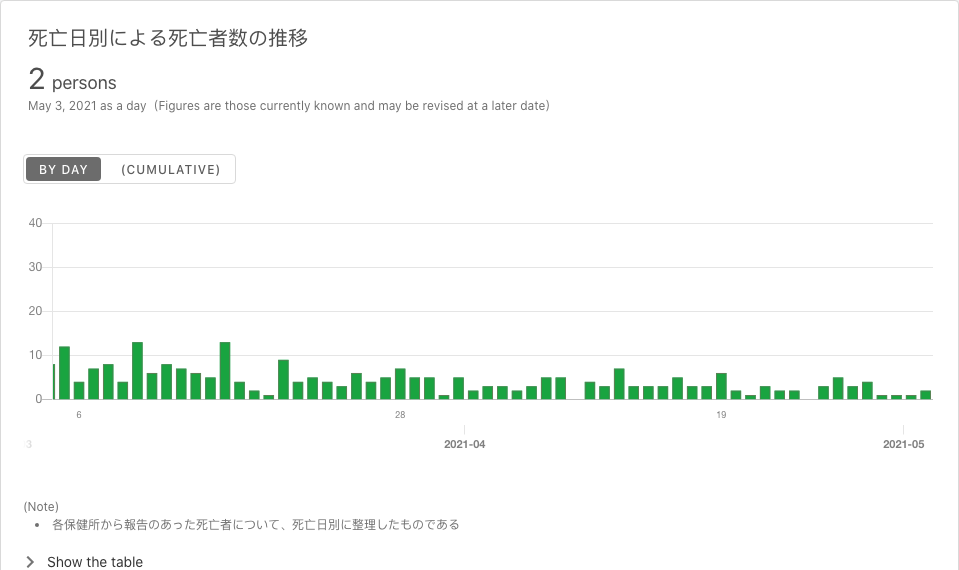 死亡日別による死亡者数の推移
2 persons
May 3, 2021 as a day (Figures are those currently known and may be revised at a later date)
BY DAY (CUMULATIVE)
40
30
20
10
0
6 28 19
3 2021-04 2021-05
(Note)
• 各保健所から報告のあった死亡者について、死亡日別に整理したものである
Show the table